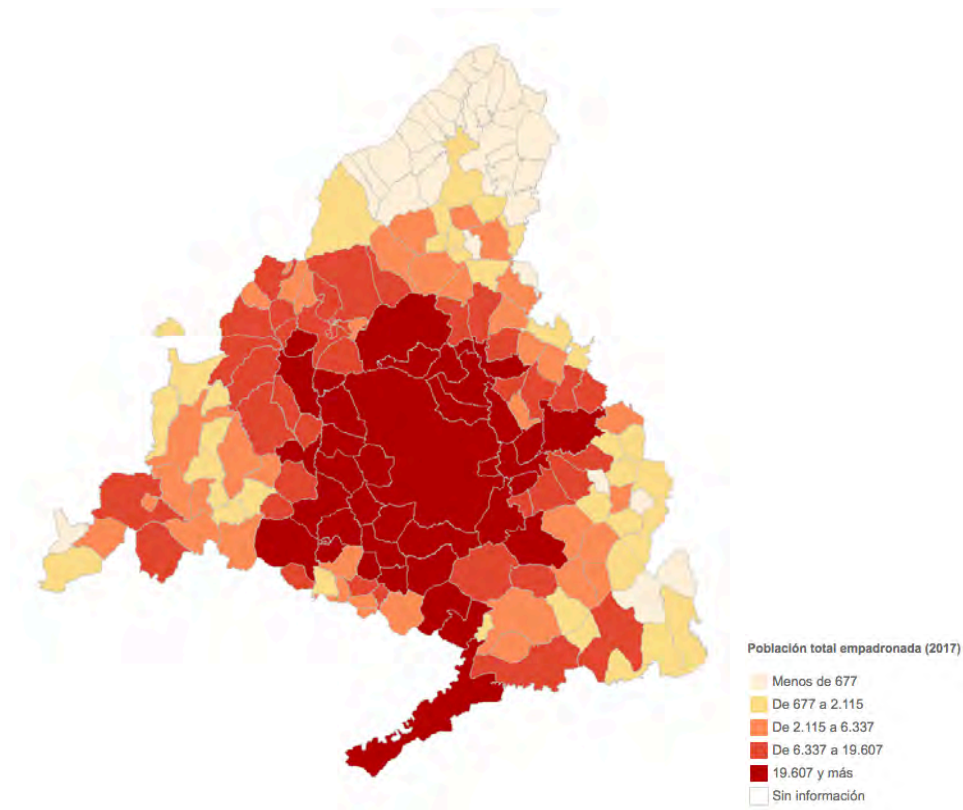 Población total empadronada (2017)
Menos de 677
De 677 a 2.115
De 2.115 a 6.337
De 6.337 a 19.607
19.607 y más
Sin información